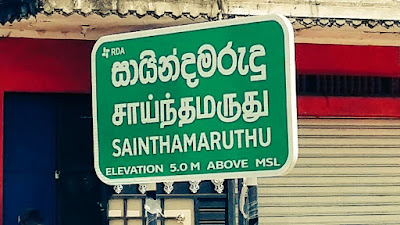 RDA
සායින්දමරුදු
சாய்ந்தமருது
SAINTHAMARUTHU
ELEVATION 5.0 M ABOVE MSL